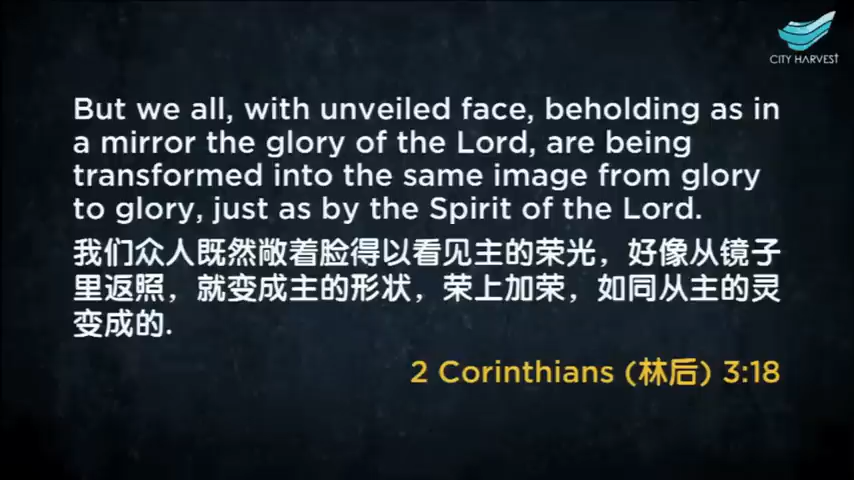 CITY HARVEST
But we all, with unveiled face, beholding as in
a mirror the glory of the Lord, are being
transformed into the same image from glory
to glory, just as by the Spirit of the Lord.
我们众人既然敞着脸得以看见主的荣光，好像从镜子
里返照，就变成主的形状，荣上加荣，如同从主的灵
变成的.
2 Corinthians (林后) 3:18